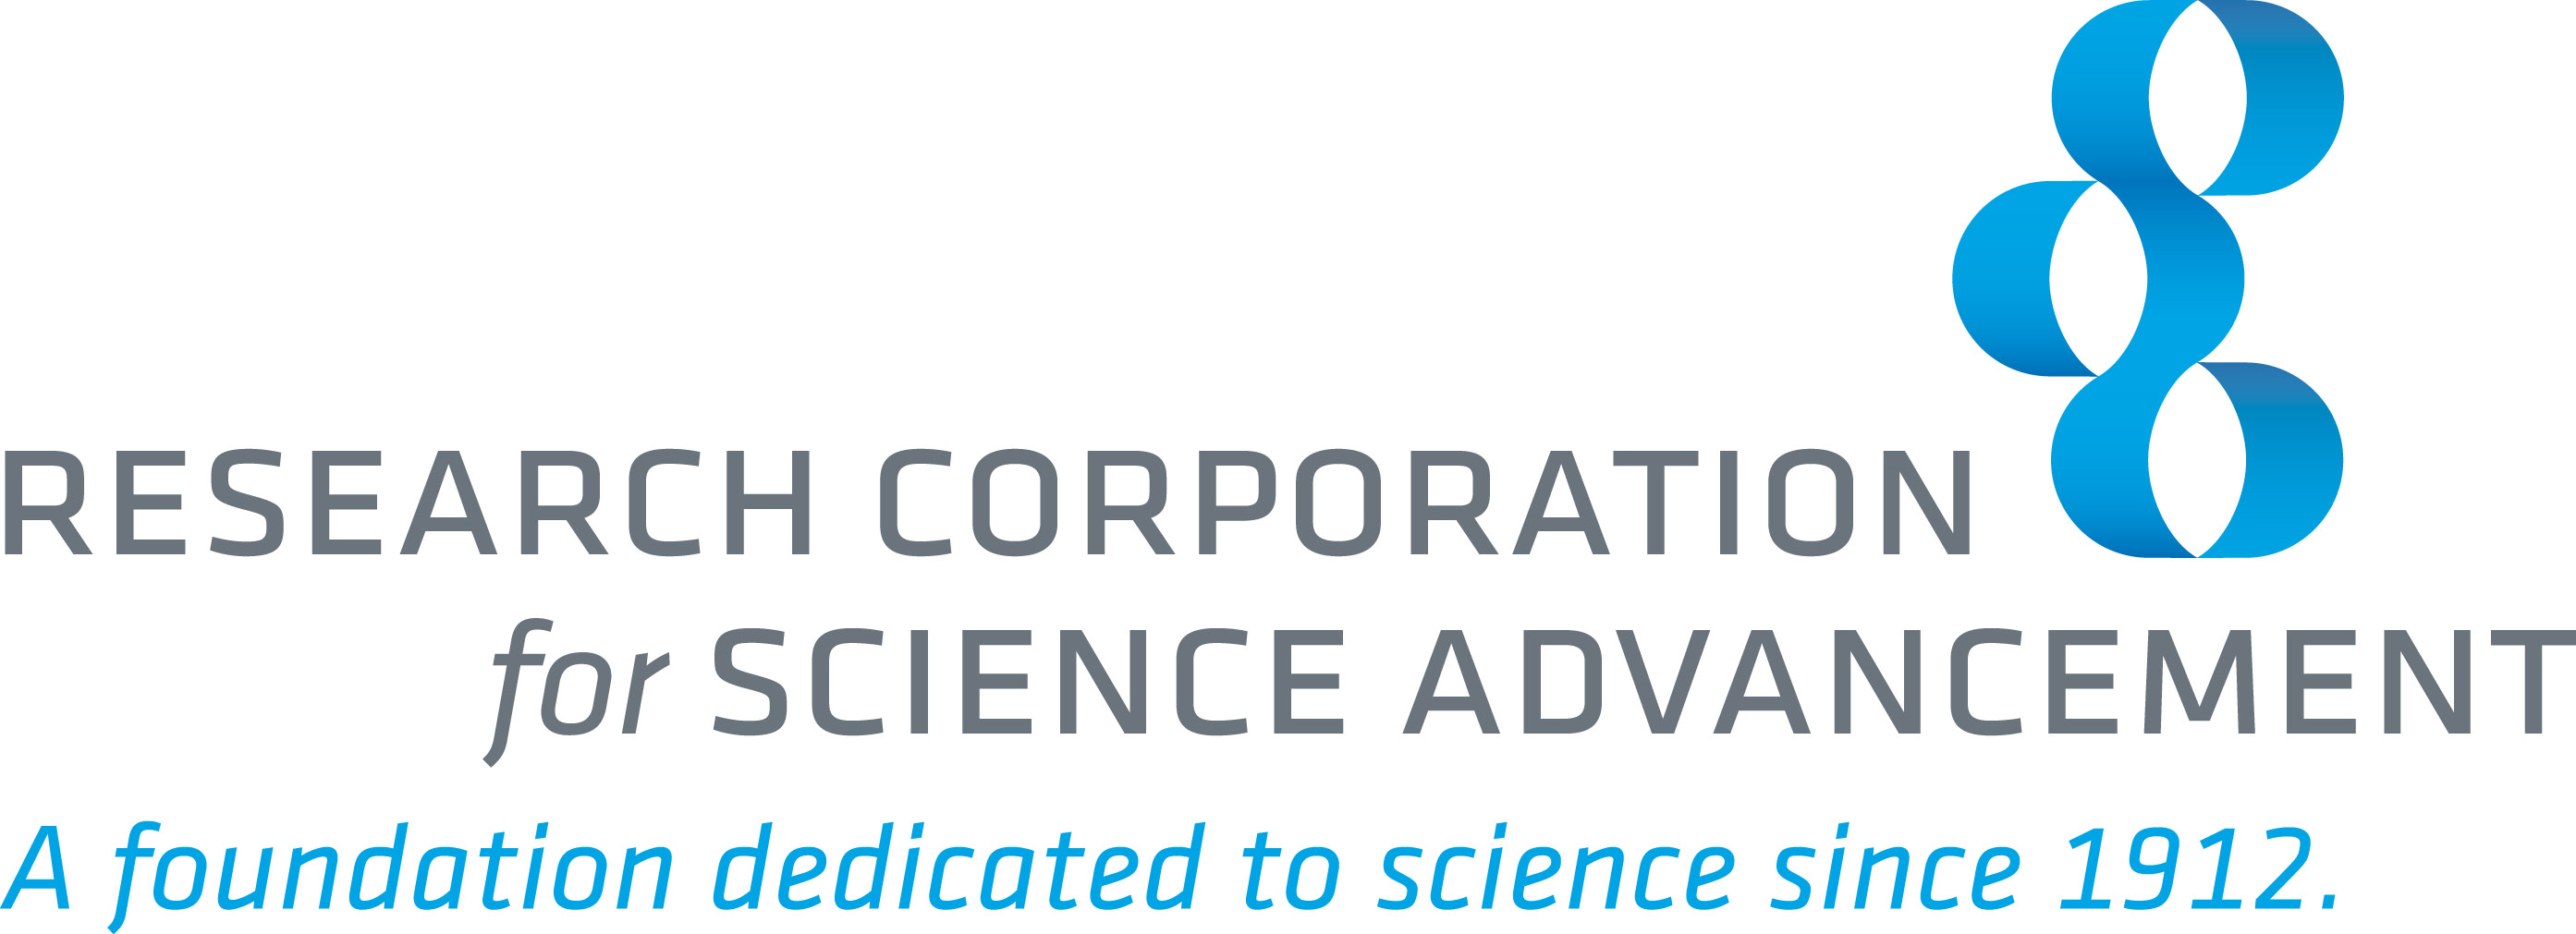 RESEARCH CORPORATION
for SCIENCE ADVANCEMENT
A foundation dedicated to science since 1912.